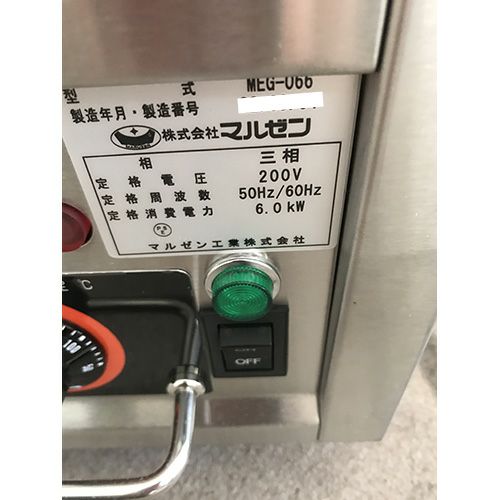 型 式 MEG-066
製造年月・製造番号
株式会社 マルゼン
相 三相
定格電圧 200V
定格周波数 50Hz/60Hz
定格消費電力 6.0kW
PSE
マルゼン工業株式会社
℃
100
OFF